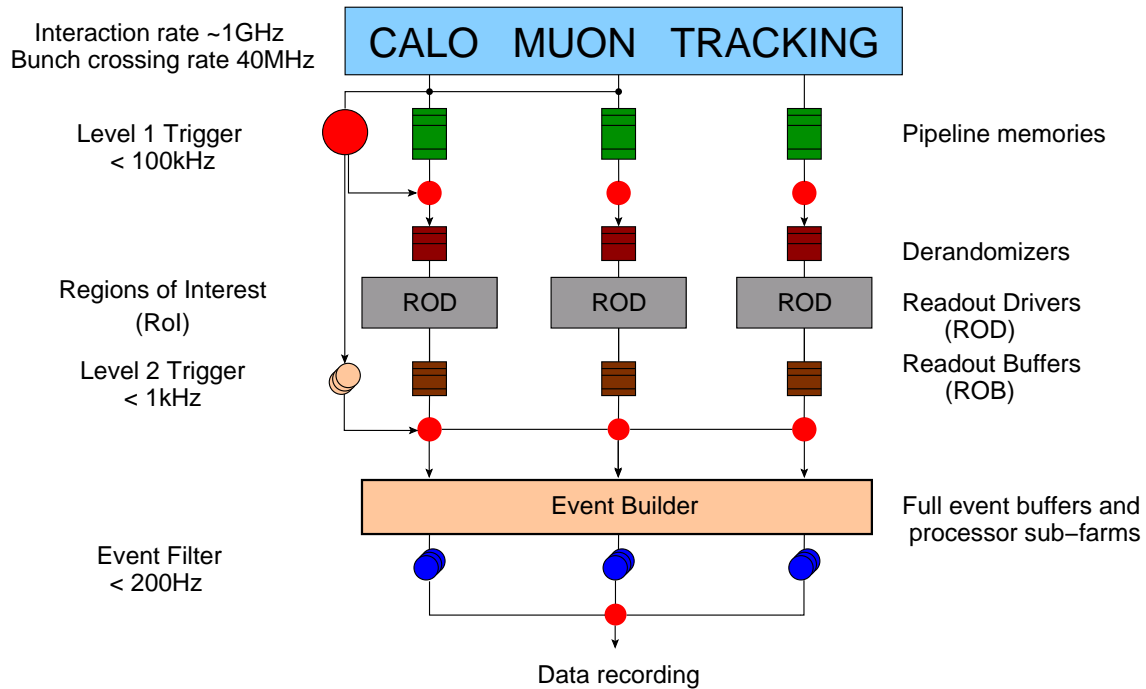 Interaction rate ~1GHz
Bunch crossing rate 40MHz
CALO MUON TRACKING
Level 1 Trigger
< 100kHz
Pipeline memories
Derandomizers
Regions of Interest
(RoI)
ROD ROD ROD
Readout Drivers
(ROD)
Level 2 Trigger
< 1kHz
Readout Buffers
(ROB)
Event Builder
Full event buffers and
processor sub−farms
Event Filter
< 200Hz
Data recording